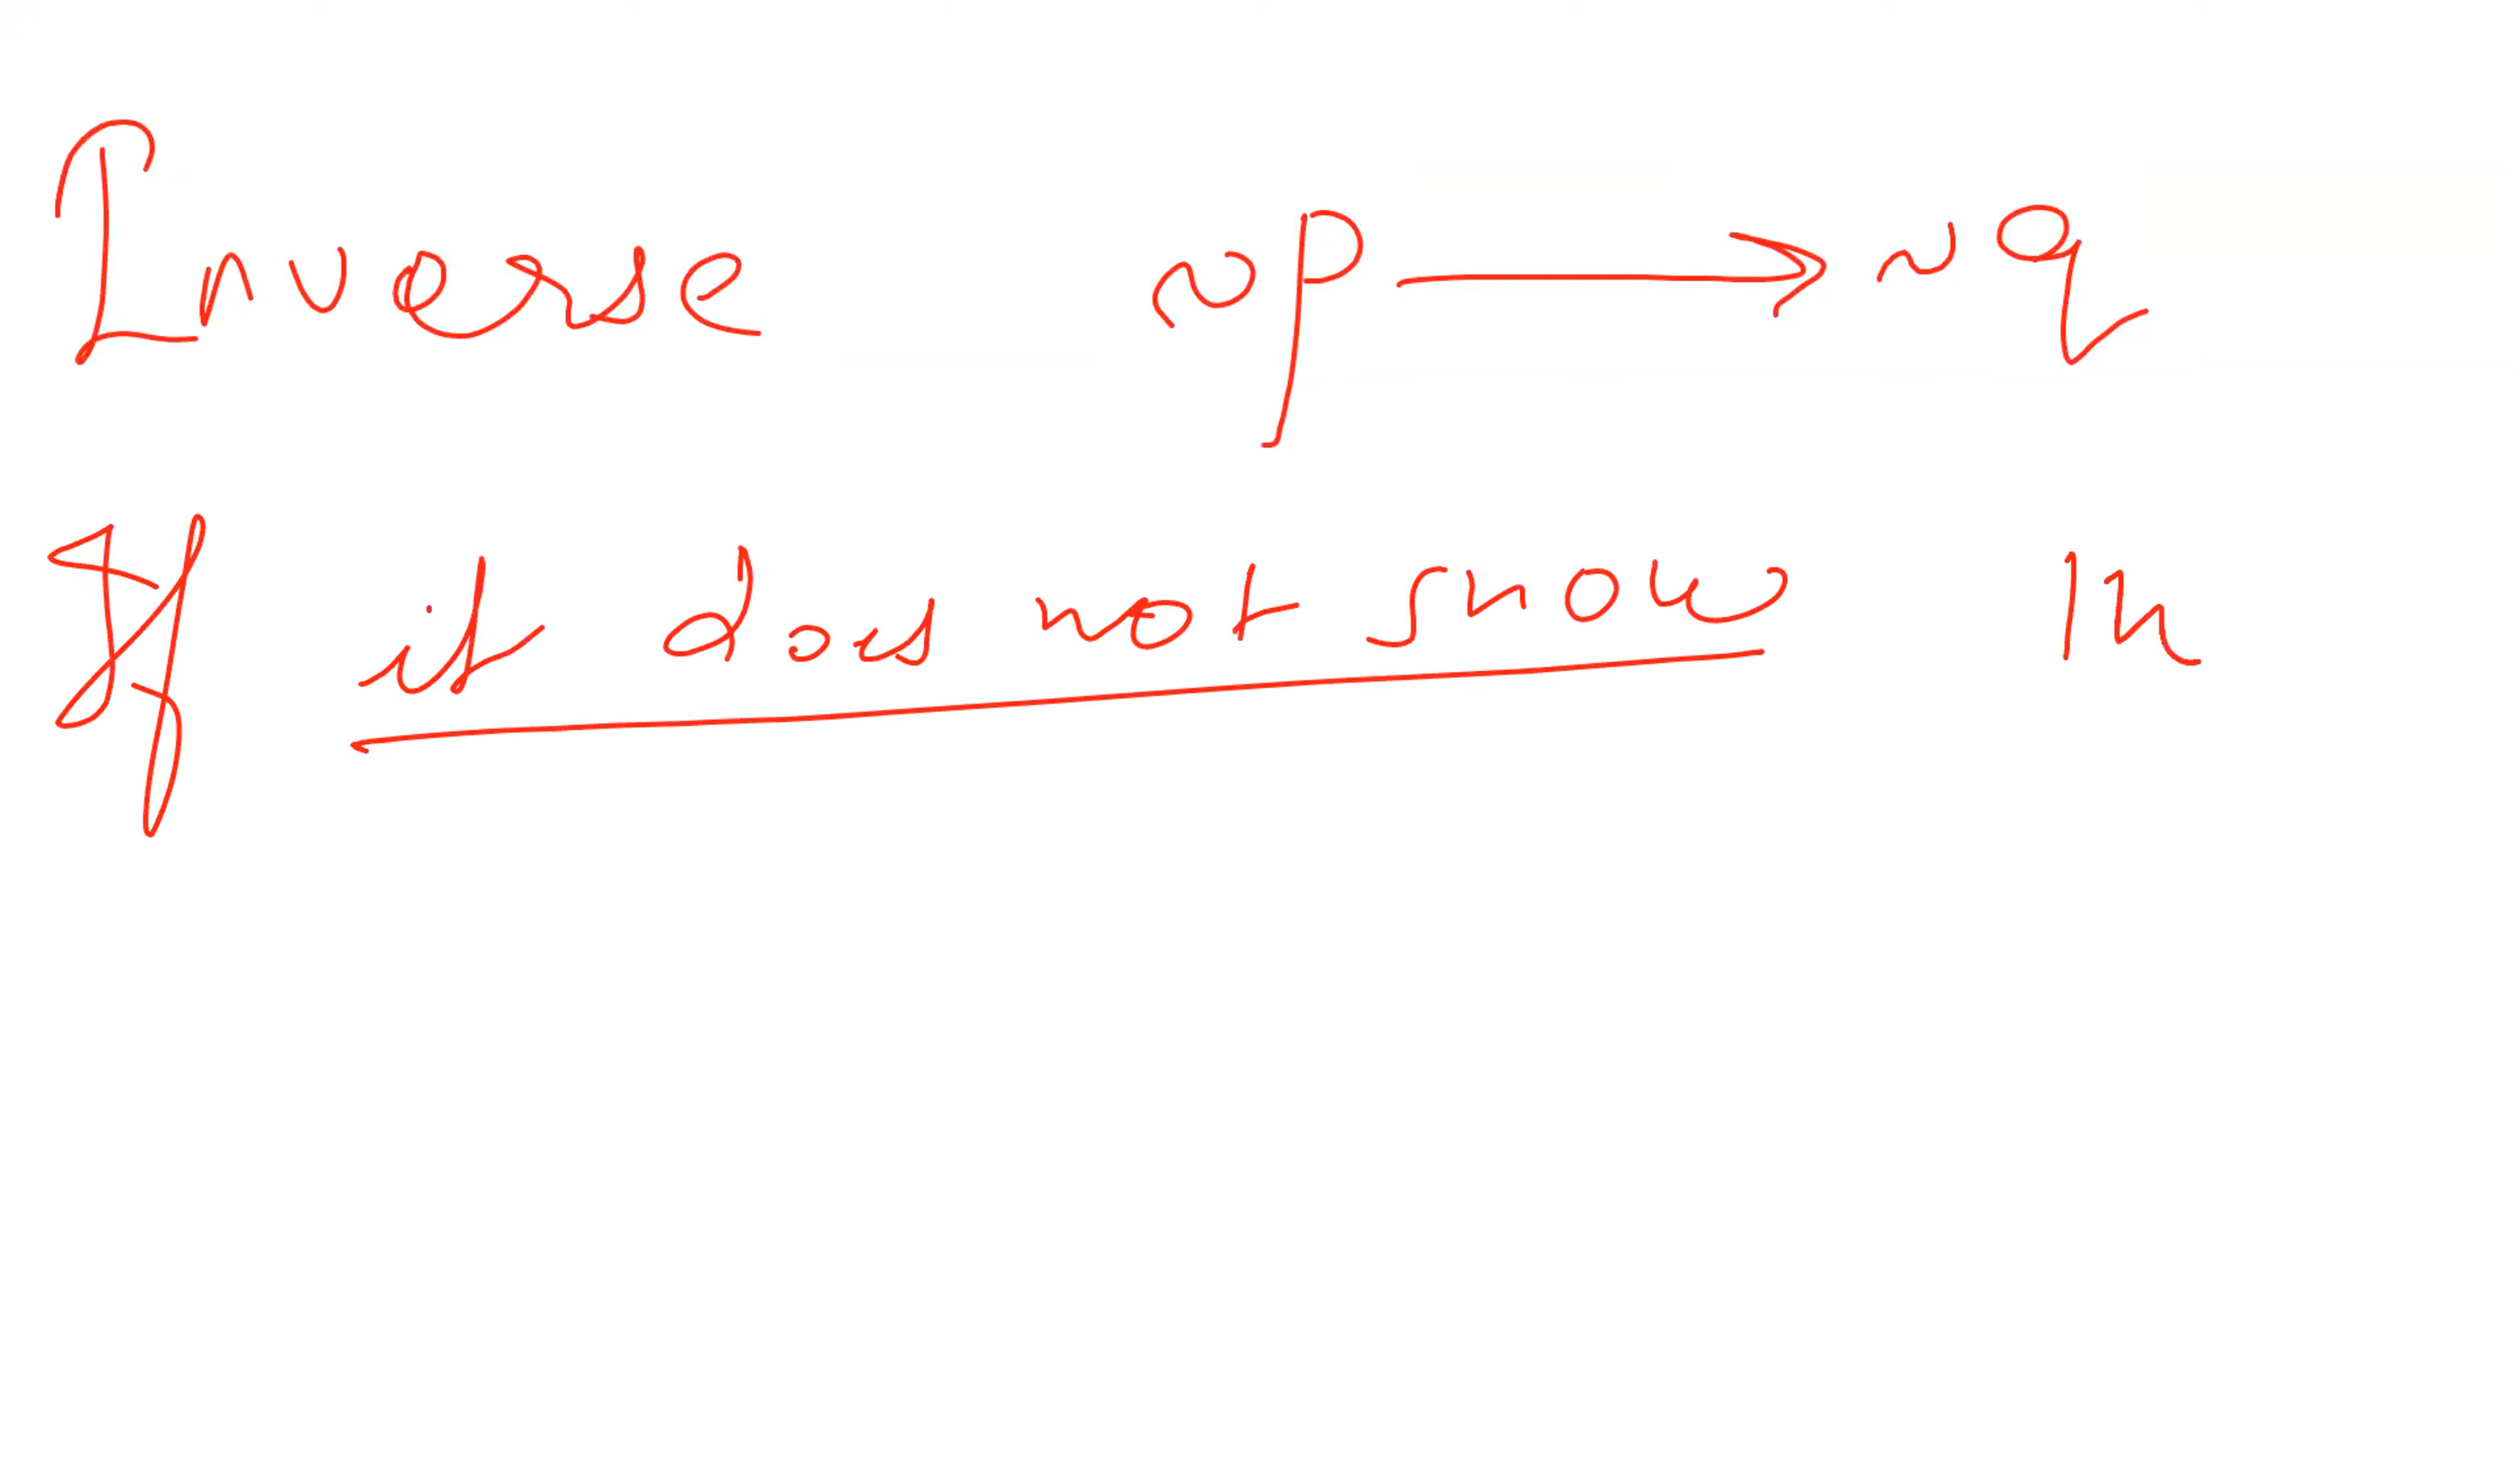 Inverse ~p → ~q
If it does not snow